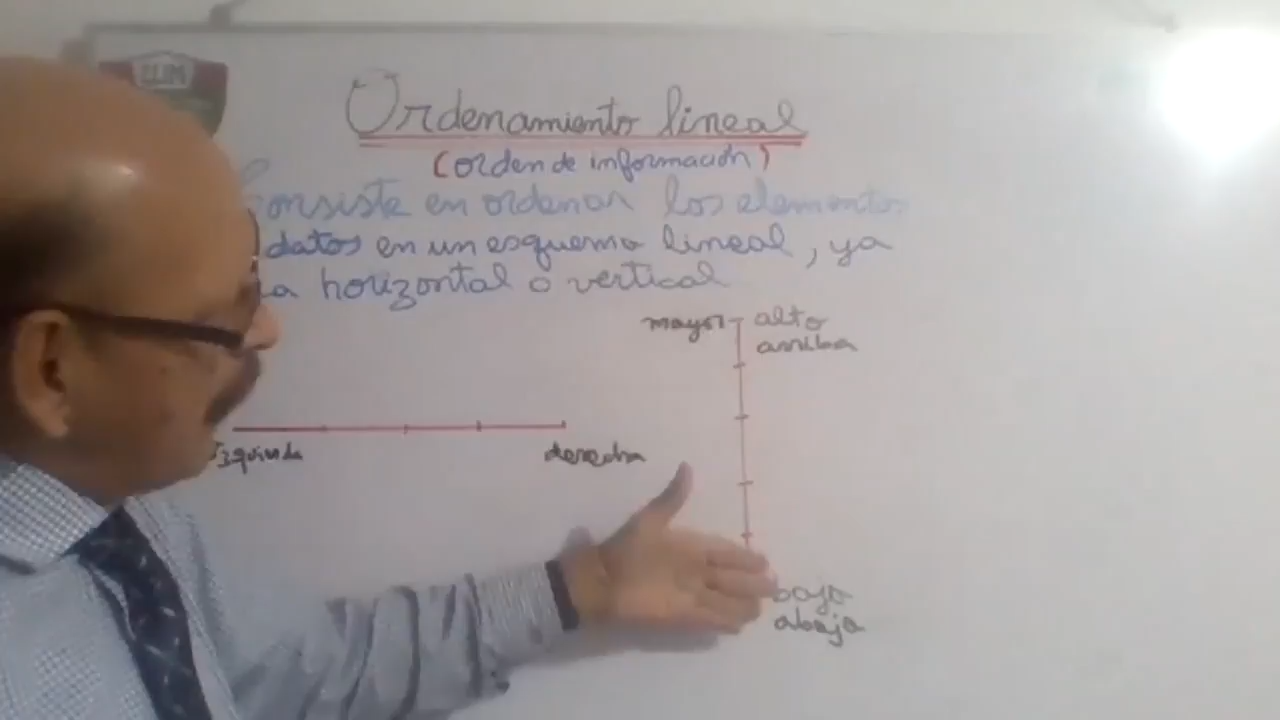 Ordenamiento lineal
(orden de información)
Consiste en ordenar los elementos
datos en un esquema lineal, ya
horizontal o vertical
mayor alto
arriba
Izquierda derecha
bajo
abajo